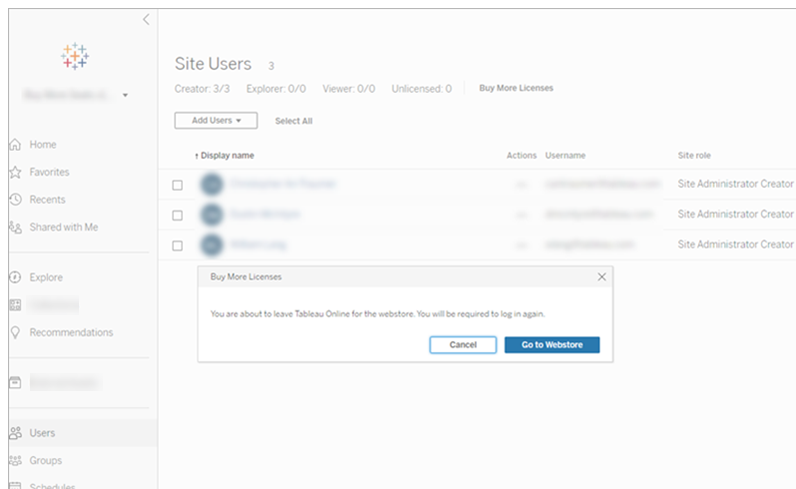 Site Users 3
Creator: 3/3 Explorer: 0/0 Viewer: 0/0 Unlicensed: 0 Buy More Licenses
Add Users Select All
Display name Actions Username Site role
Site Administrator Creator
Site Administrator Creator
Site Administrator Creator
Home
Favorites
Recents
Shared with Me
Explore
Recommendations
Users
Groups
Schedules
Buy More Licenses
You are about to leave Tableau Online for the webstore. You will be required to log in again.
Cancel Go to Webstore